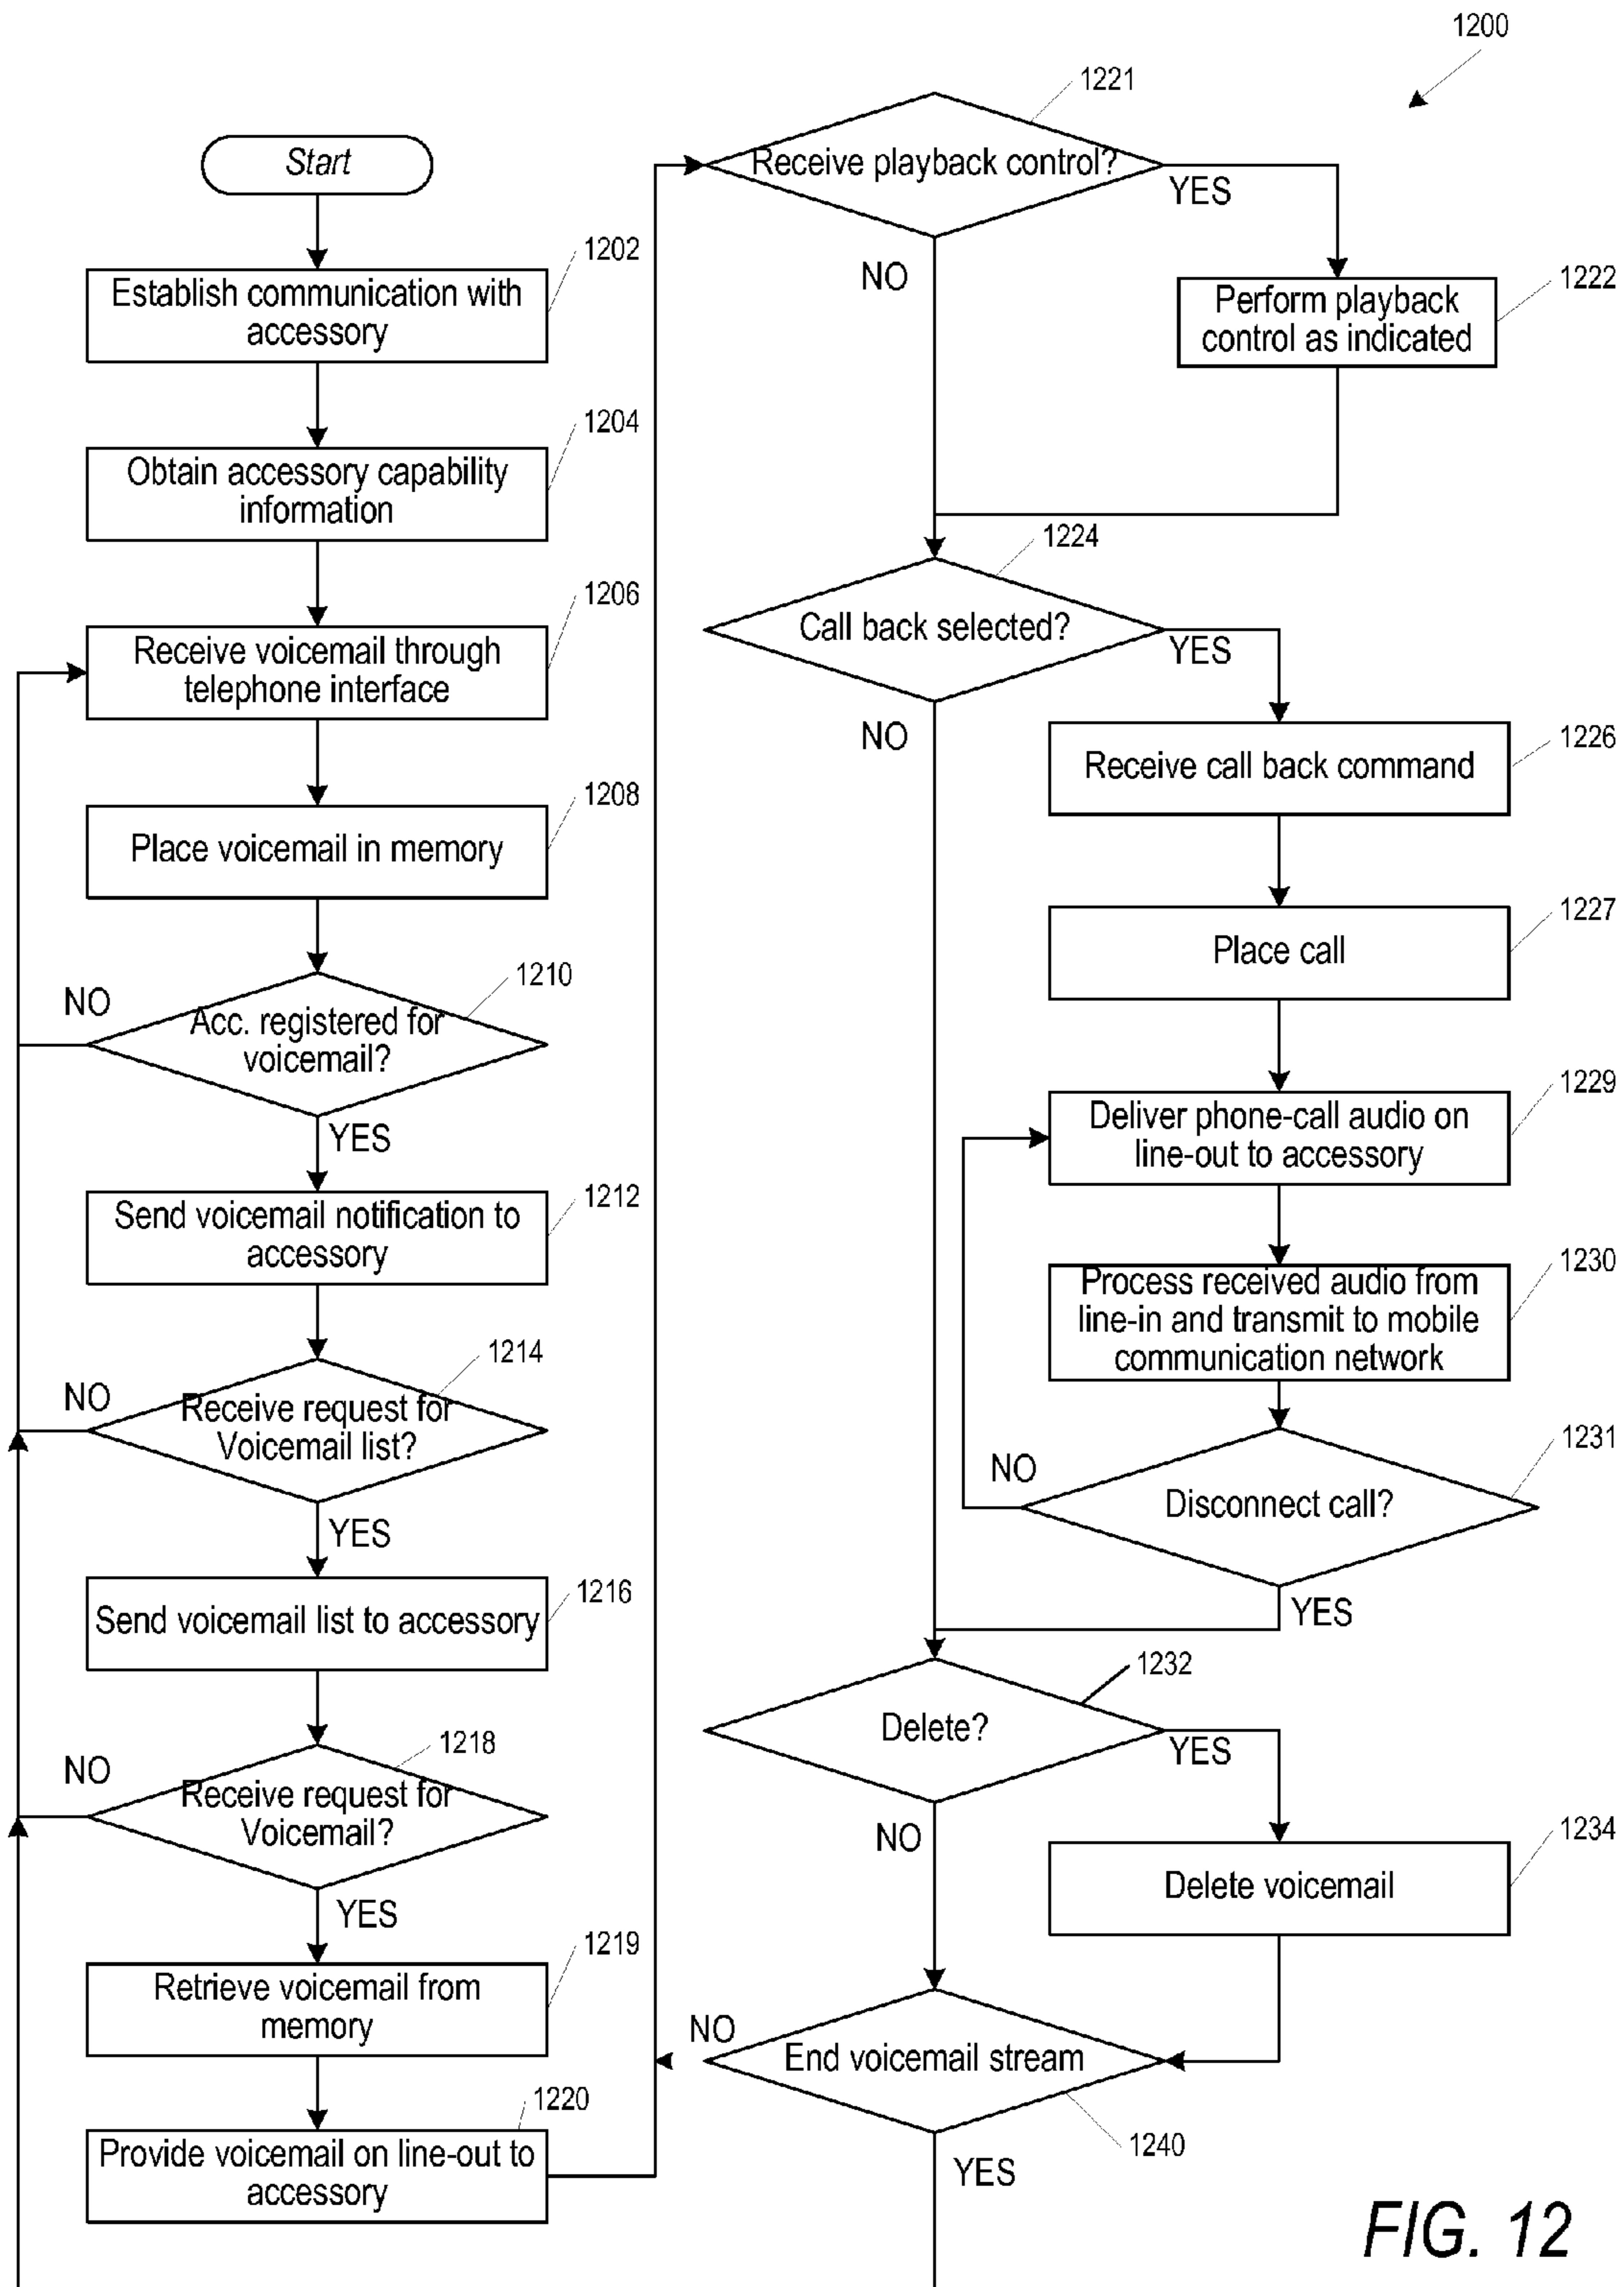 1200
Start
1202
Establish communication with
accessory
1204
Obtain accessory capability
information
1206
Receive voicemail through
telephone interface
1208
Place voicemail in memory
1210
NO
Acc. registered for
voicemail?
YES
1212
Send voicemail notification to
accessory
1214
NO
Receive request for
Voicemail list?
YES
1216
Send voicemail list to accessory
1218
NO
Receive request for
Voicemail?
YES
1219
Retrieve voicemail from
memory
1220
Provide voicemail on line-out to
accessory
1221
Receive playback control?
YES
NO
1222
Perform playback
control as indicated
1224
Call back selected?
YES
NO
1226
Receive call back command
1227
Place call
1229
Deliver phone-call audio on
line-out to accessory
1230
Process received audio from
line-in and transmit to mobile
communication network
1231
NO
Disconnect call?
YES
1232
Delete?
YES
NO
1234
Delete voicemail
NO
End voicemail stream
1240
YES
FIG. 12